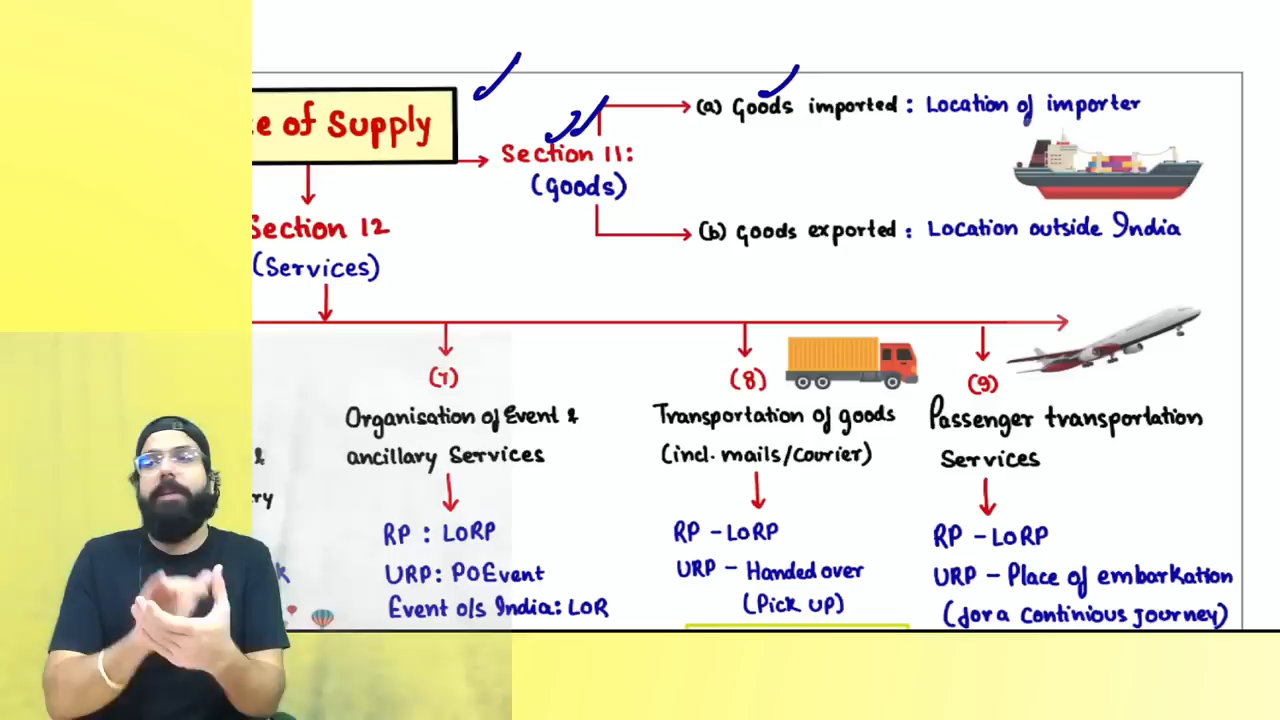 e of Supply
Section 11:
(Goods)
(a) Goods imported : Location of importer
(b) Goods exported : Location outside India
Section 12
(Services)
(7)
Organisation of Event &
ancillary Services
RP : LORP
URP: POEvent
Event o/s India: LOR
(8)
Transportation of goods
(incl. mails/courier)
RP - LORP
URP - Handed over
(Pick up)
(9)
Passenger transportation
Services
RP - LORP
URP - Place of embarkation
(for a continious journey)
&
ry
k